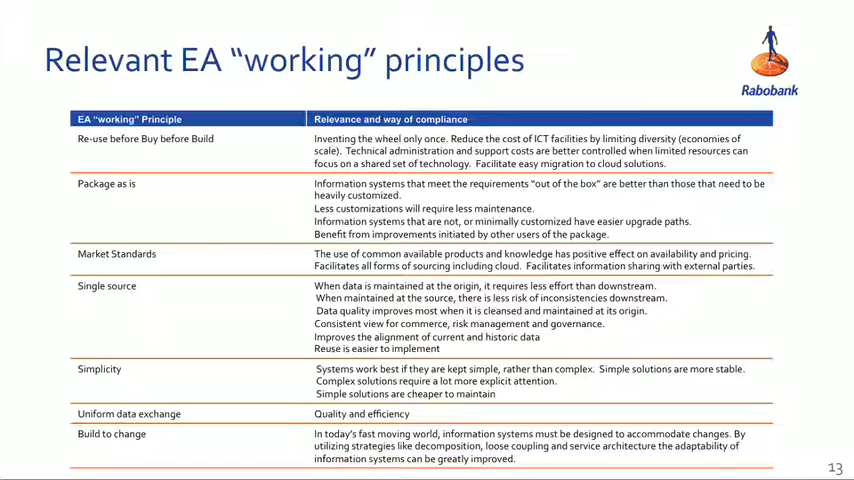 Relevant EA “working” principles
Rabobank
EA “working” Principle
Relevance and way of compliance
Re-use before Buy before Build
Inventing the wheel only once. Reduce the cost of ICT facilities by limiting diversity (economies of
scale). Technical administration and support costs are better controlled when limited resources can
focus on a shared set of technology. Facilitate easy migration to cloud solutions.
Package as is
Information systems that meet the requirements “out of the box” are better than those that need to be
heavily customized.
Less customizations will require less maintenance.
Information systems that are not, or minimally customized have easier upgrade paths.
Benefit from improvements initiated by other users of the package.
Market Standards
The use of common available products and knowledge has positive effect on availability and pricing.
Facilitates all forms of sourcing including cloud. Facilitates information sharing with external parties.
Single source
When data is maintained at the origin, it requires less effort than downstream.
When maintained at the source, there is less risk of inconsistencies downstream.
Data quality improves most when it is cleansed and maintained at its origin.
Consistent view for commerce, risk management and governance.
Improves the alignment of current and historic data
Reuse is easier to implement
Simplicity
Systems work best if they are kept simple, rather than complex. Simple solutions are more stable.
Complex solutions require a lot more explicit attention.
Simple solutions are cheaper to maintain
Uniform data exchange
Quality and efficiency
Build to change
In today’s fast moving world, information systems must be designed to accommodate changes. By
utilizing strategies like decomposition, loose coupling and service architecture the adaptability of
information systems can be greatly improved.
13